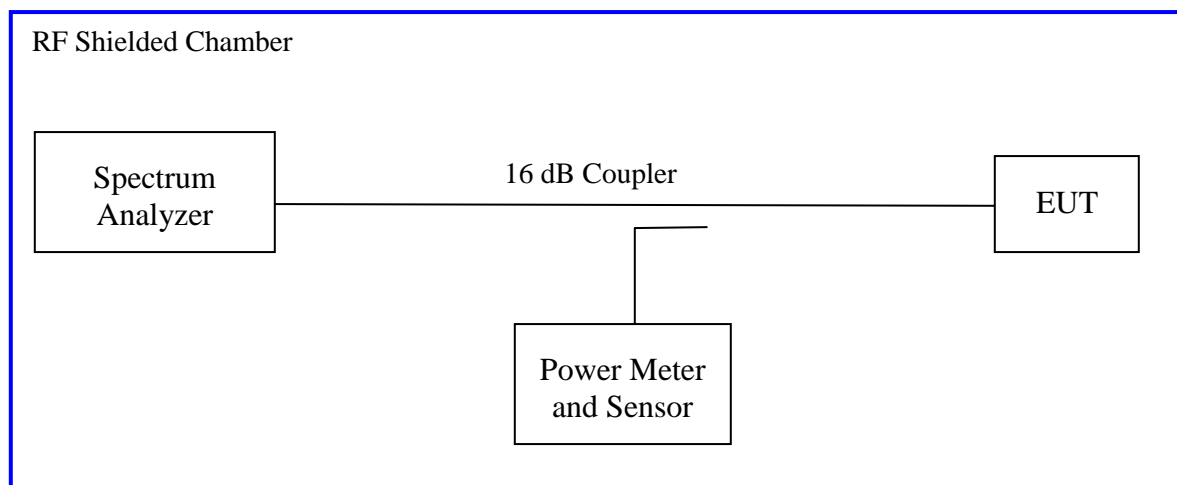 RF Shielded Chamber
Spectrum
Analyzer
16 dB Coupler
EUT
Power Meter
and Sensor